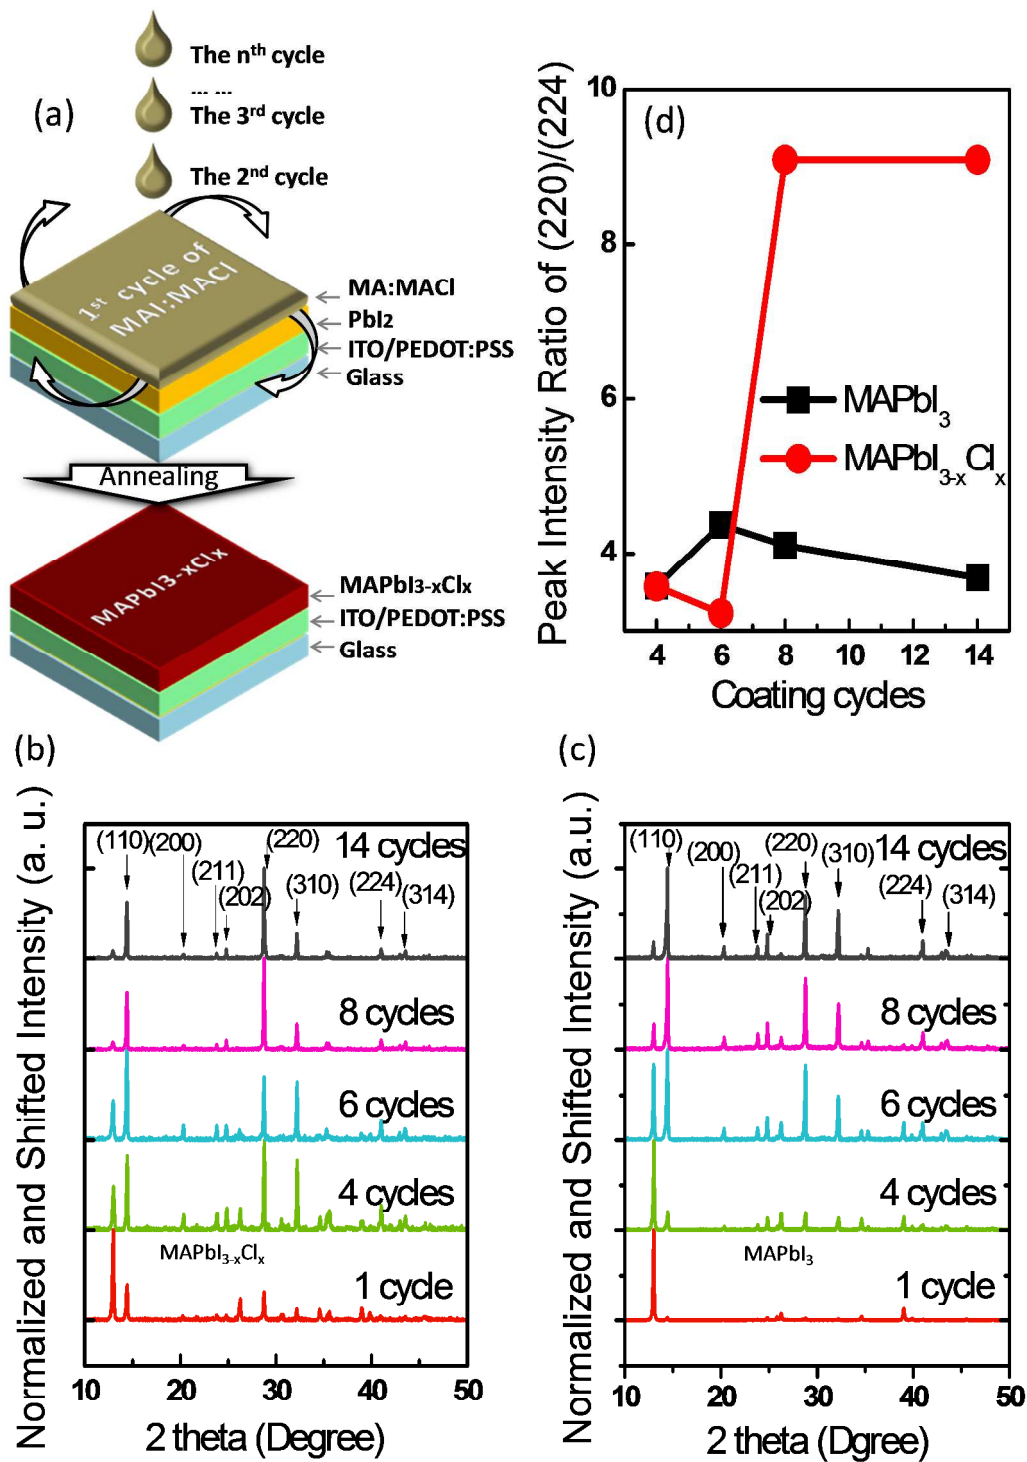 (a)
The nth cycle
... ...
The 3rd cycle
The 2nd cycle
1st cycle of
MAI:MACl
MA:MACl
PbI2
ITO/PEDOT:PSS
Glass
Annealing
MAPbI3-xClx
MAPbI3-xClx
ITO/PEDOT:PSS
Glass
(d)
Peak Intensity Ratio of (220)/(224)
10
8
6
4
MAPbI3
MAPbI3-xClx
4 6 8 10 12 14
Coating cycles
(b)
Normalized and Shifted Intensity (a. u.)
(110) (200) (220) 14 cycles
(211) (202) (310) (224) (314)
8 cycles
6 cycles
4 cycles
MAPbI3-xClx
1 cycle
10 20 30 40 50
2 theta (Degree)
(c)
Normalized and Shifted Intensity (a.u.)
(110) (200) (220) (310) 14 cycles
(211) (202) (224) (314)
8 cycles
6 cycles
4 cycles
MAPbI3
1 cycle
10 20 30 40 50
2 theta (Dgree)